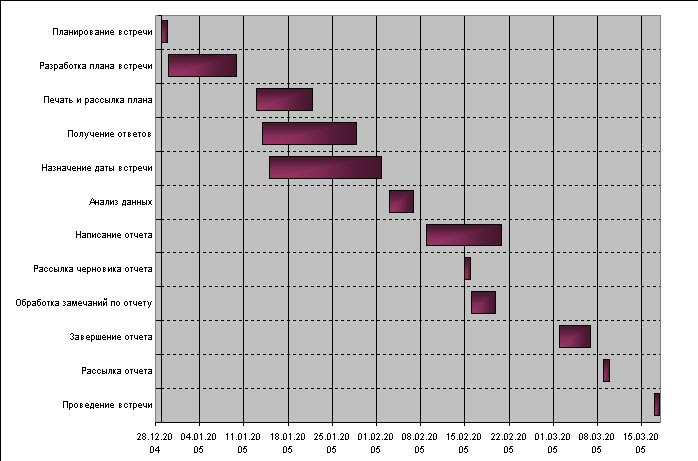 Планирование встречи
Разработка плана встречи
Печать и рассылка плана
Получение ответов
Назначение даты встречи
Анализ данных
Написание отчета
Рассылка черновика отчета
Обработка замечаний по отчету
Завершение отчета
Рассылка отчета
Проведение встречи
28.12.20 04.01.20 11.01.20 18.01.20 25.01.20 01.02.20 08.02.20 15.02.20 22.02.20 01.03.20 08.03.20 15.03.20
04 05 05 05 05 05 05 05 05 05 05 05